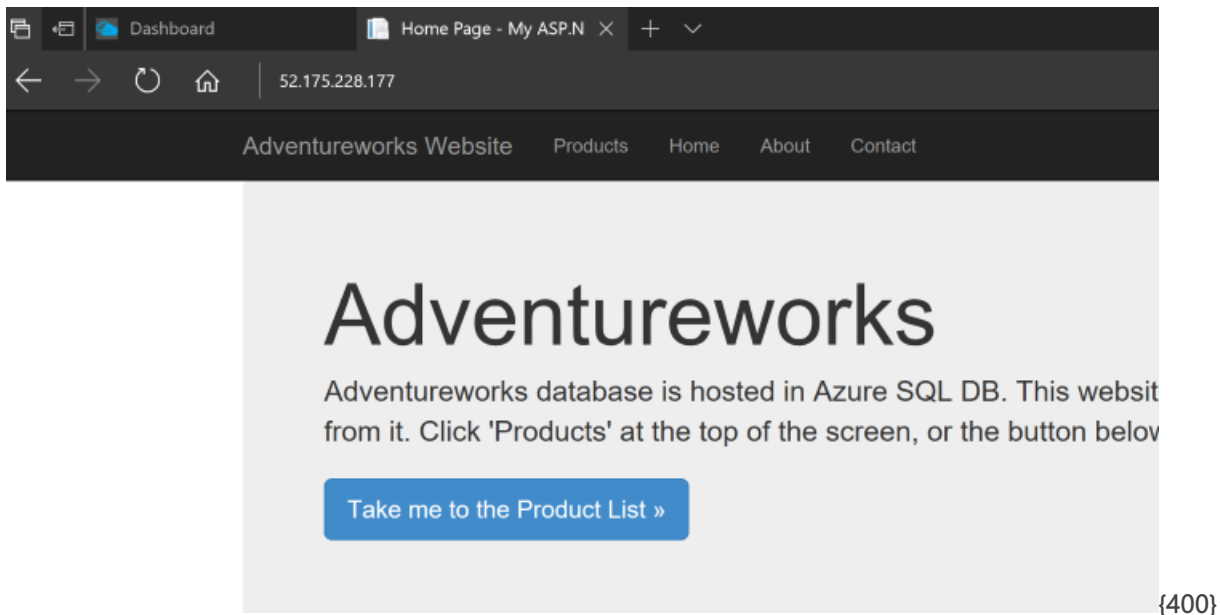 Dashboard
Home Page - My ASP.N
52.175.228.177
Adventureworks Website Products Home About Contact
Adventureworks
Adventureworks database is hosted in Azure SQL DB. This websit
from it. Click 'Products' at the top of the screen, or the button below
Take me to the Product List »
{400}